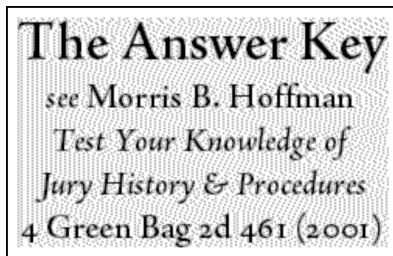 The Answer Key
see Morris B. Hoffman
Test Your Knowledge of
Jury History & Procedures
4 Green Bag 2d 461 (2001)